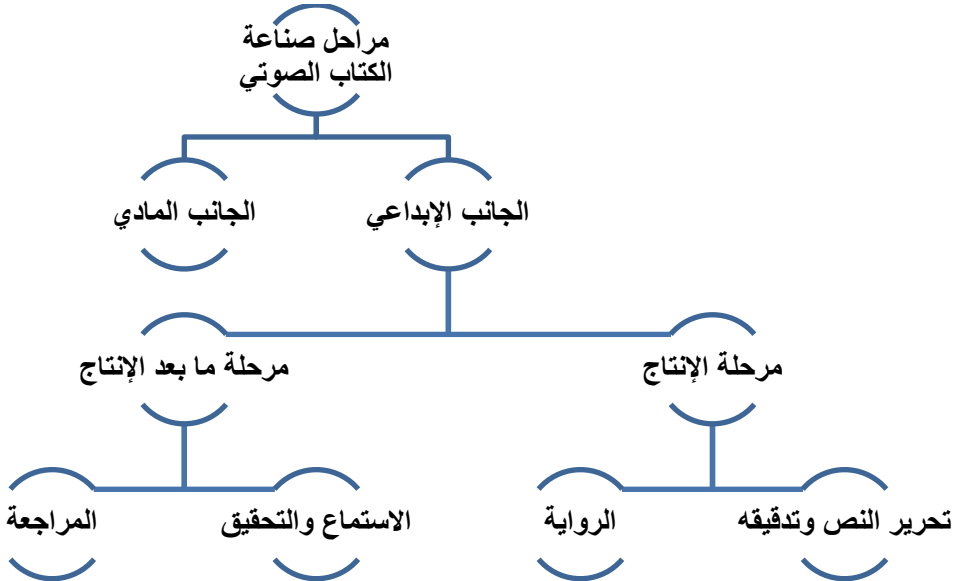 مراحل صناعة
الكتاب الصوتي
الجانب الإبداعي
الجانب المادي
مرحلة الإنتاج
مرحلة ما بعد الإنتاج
تحرير النص وتدقيقه
الرواية
الاستماع والتحقيق
المراجعة